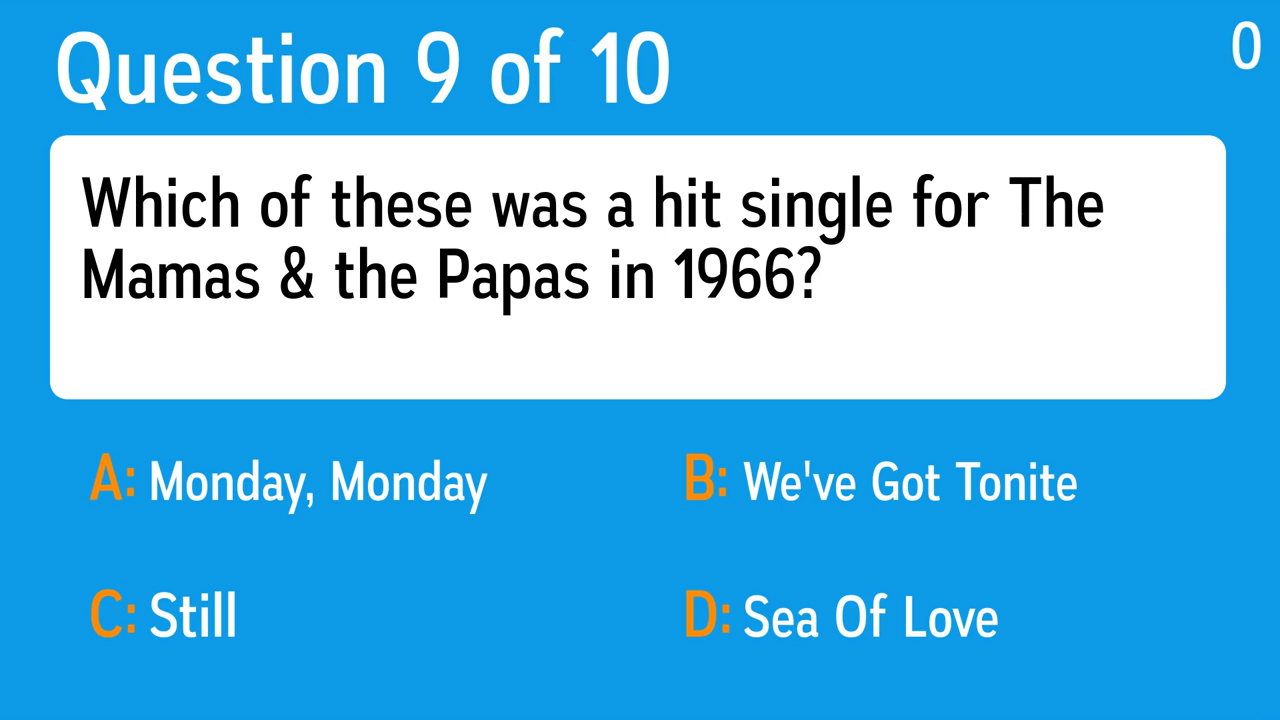 Question 9 of 10
0
Which of these was a hit single for The
Mamas & the Papas in 1966?
A: Monday, Monday
B: We've Got Tonite
C: Still
D: Sea Of Love